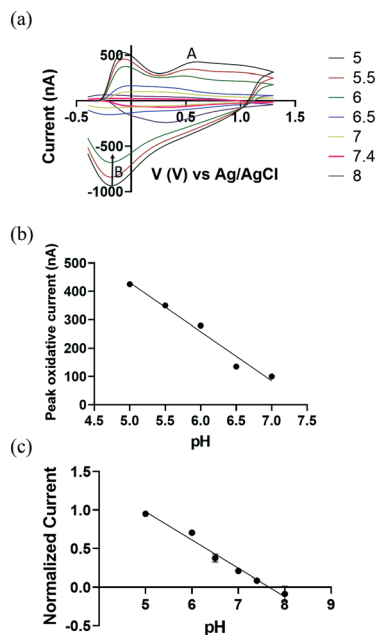 (a)
A
500
Current (nA)
-0.5
0.5
1.0
1.5
-500
-1000
B
V (V) vs Ag/AgCl
5
5.5
6
6.5
7
7.4
8
(b)
Peak oxidative current (nA)
500
400
300
200
100
0
4.5 5.0 5.5 6.0 6.5 7.0 7.5
pH
(c)
Normalized Current
1.5
1.0
0.5
0.0
-0.5
5 6 7 8 9
pH